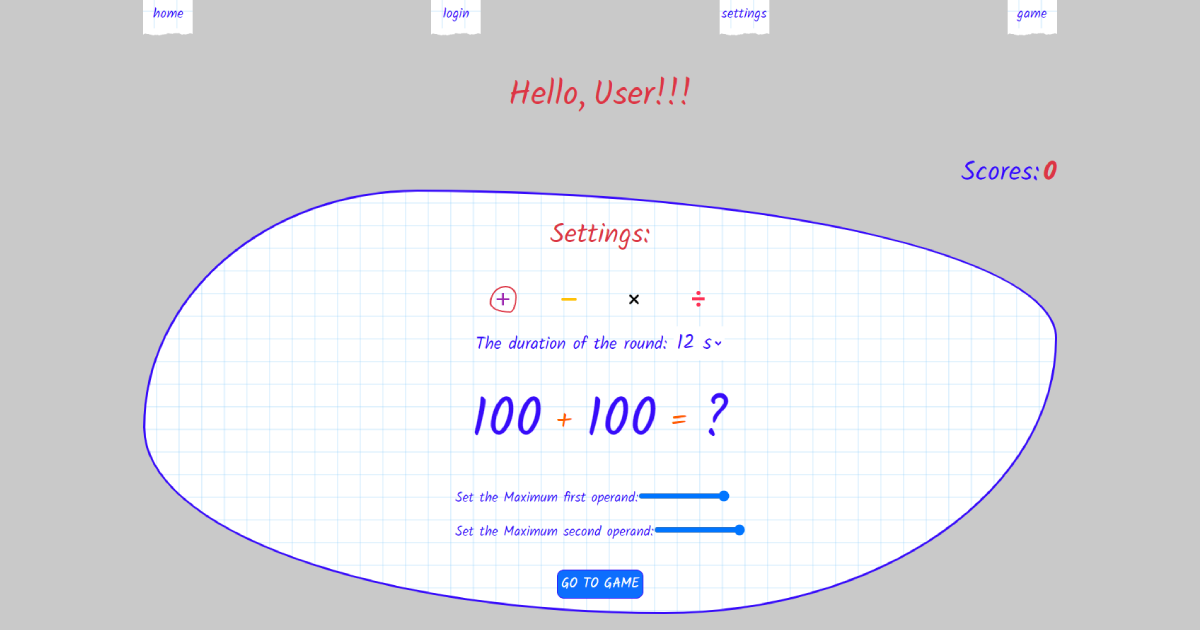 home login settings game
Hello, User!!!
Scores: 0
Settings:
+ − × ÷
The duration of the round: 12 s
100 + 100 = ?
Set the Maximum first operand:
Set the Maximum second operand:
GO TO GAME